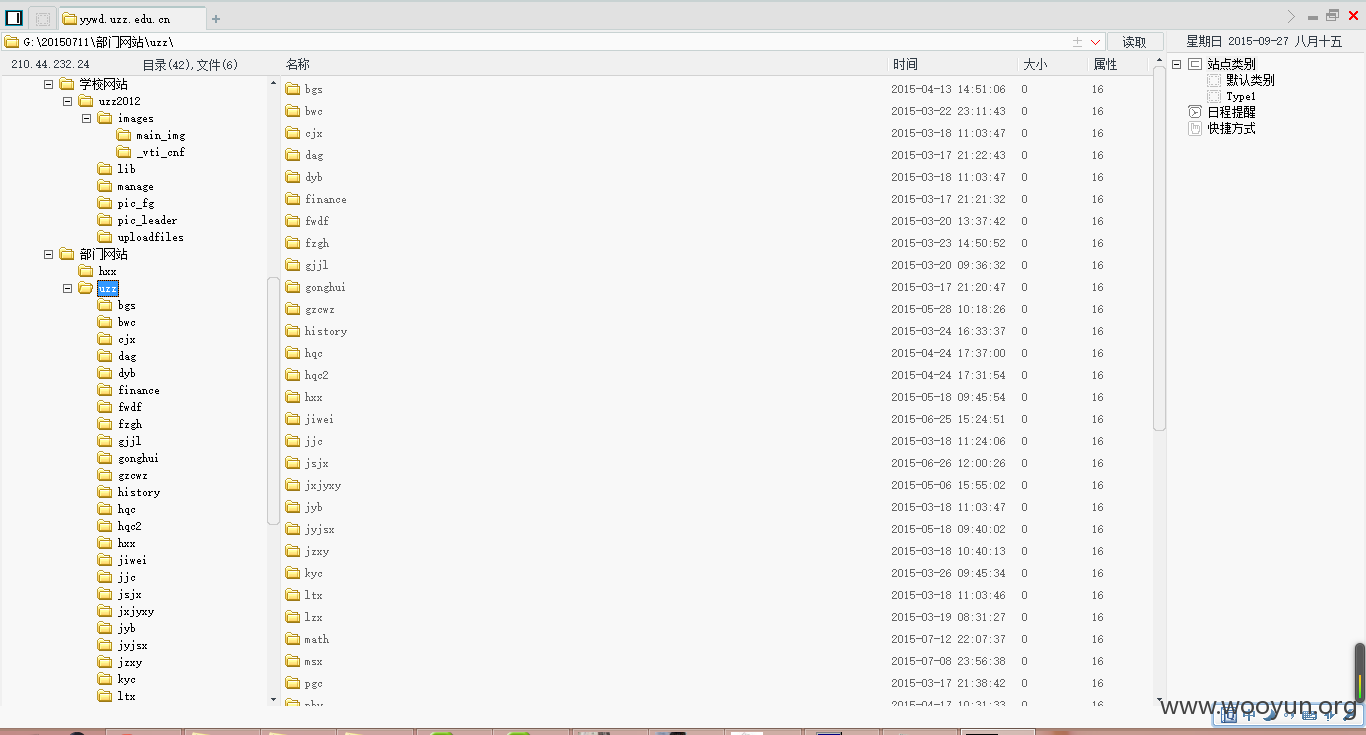 yywd.uzz.edu.cn
G:\20150711\部门网站\uzz\
读取
星期日 2015-09-27 八月十五
210.44.232.24
目录(42),文件(6)
名称 时间 大小 属性
学校网站
uzz2012
images
main_img
_vti_cnf
lib
manage
pic_fg
pic_leader
uploadfiles
部门网站
hxx
uzz
bgs
bwc
cjx
dag
dyb
finance
fwdf
fzgh
gjjl
gonghui
gzcwz
history
hqc
hqc2
hxx
jiwei
jjc
jsjx
jxjyxy
jyb
jyjsx
jzxy
kyc
ltx
bgs 2015-04-13 14:51:06 0 16
bwc 2015-03-22 23:11:43 0 16
cjx 2015-03-18 11:03:47 0 16
dag 2015-03-17 21:22:43 0 16
dyb 2015-03-18 11:03:47 0 16
finance 2015-03-17 21:21:32 0 16
fwdf 2015-03-20 13:37:42 0 16
fzgh 2015-03-23 14:50:52 0 16
gjjl 2015-03-20 09:36:32 0 16
gonghui 2015-03-17 21:20:47 0 16
gzcwz 2015-05-28 10:18:26 0 16
history 2015-03-24 16:33:37 0 16
hqc 2015-04-24 17:37:00 0 16
hqc2 2015-04-24 17:31:54 0 16
hxx 2015-05-18 09:45:54 0 16
jiwei 2015-06-25 15:24:51 0 16
jjc 2015-03-18 11:24:06 0 16
jsjx 2015-06-26 12:00:26 0 16
jxjyxy 2015-05-06 15:55:02 0 16
jyb 2015-03-18 11:03:47 0 16
jyjsx 2015-05-18 09:40:02 0 16
jzxy 2015-03-18 10:40:13 0 16
kyc 2015-03-26 09:45:34 0 16
ltx 2015-03-18 11:03:46 0 16
lzx 2015-03-19 08:31:27 0 16
math 2015-07-12 22:07:37 0 16
msx 2015-07-08 23:56:38 0 16
pgc 2015-03-17 21:38:42 0 16
2015-04-17 10:31:33 0 16
站点类别
默认类别
Type1
日程提醒
快捷方式
www.wooyun.org
中